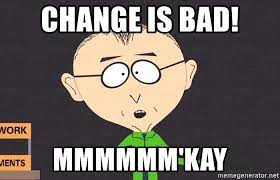 CHANGE IS BAD!
WORK
MENTS
MMMMMM'KAY
memegenerator.net